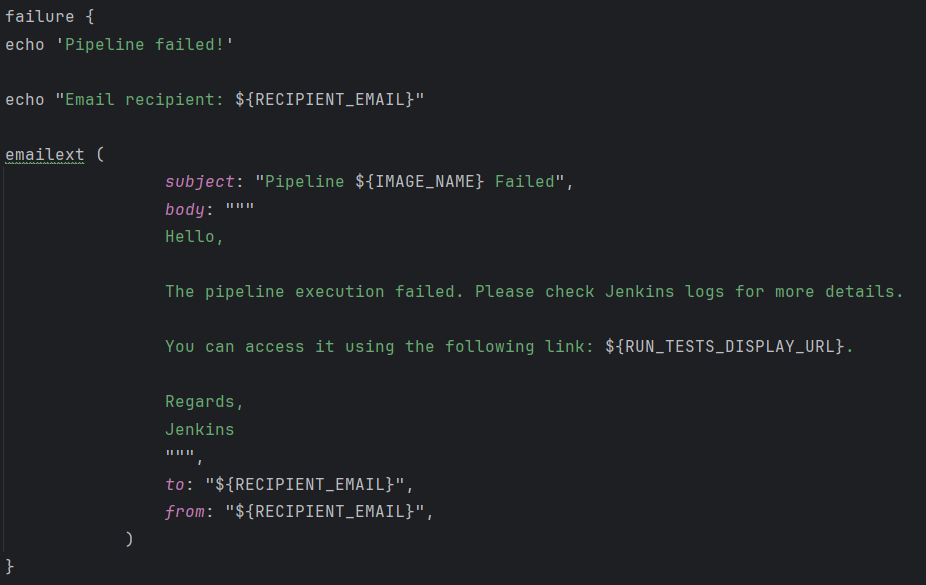 failure {
echo 'Pipeline failed!'
echo "Email recipient: ${RECIPIENT_EMAIL}"
emailext (
subject: "Pipeline ${IMAGE_NAME} Failed",
body: """
Hello,
The pipeline execution failed. Please check Jenkins logs for more details.
You can access it using the following link: ${RUN_TESTS_DISPLAY_URL}.
Regards,
Jenkins
""",
to: "${RECIPIENT_EMAIL}",
from: "${RECIPIENT_EMAIL}",
)
}